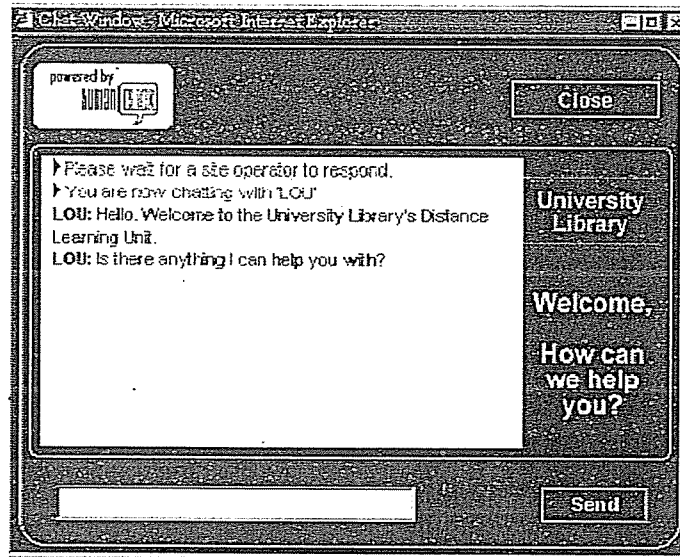 Chat Window - Microsoft Internet Explorer
powered by
HUMAN CLICK
Close
Please wait for a site operator to respond.
You are now chatting with 'LOU'
LOU: Hello. Welcome to the University Library's Distance
Learning Unit.
LOU: Is there anything I can help you with?
University
Library
Welcome,
How can
we help
you?
Send